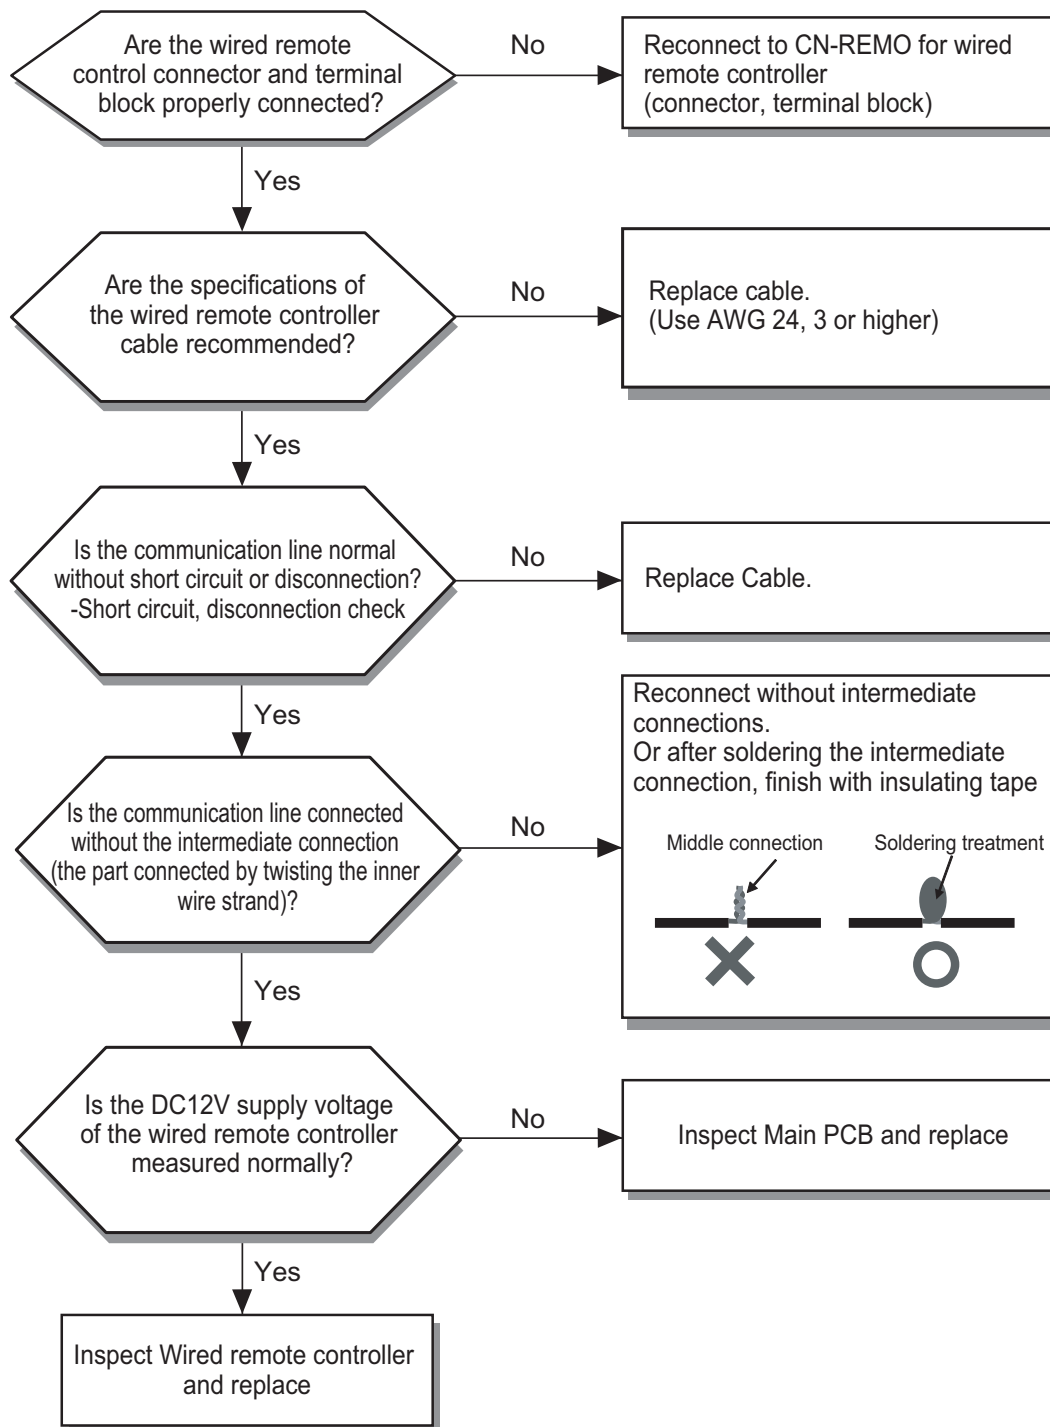 Are the wired remote
control connector and terminal
block properly connected?
No
Reconnect to CN-REMO for wired
remote controller
(connector, terminal block)
Yes
Are the specifications of
the wired remote controller
cable recommended?
No
Replace cable.
(Use AWG 24, 3 or higher)
Yes
Is the communication line normal
without short circuit or disconnection?
-Short circuit, disconnection check
No
Replace Cable.
Yes
Is the communication line connected
without the intermediate connection
(the part connected by twisting the inner
wire strand)?
No
Reconnect without intermediate
connections.
Or after soldering the intermediate
connection, finish with insulating tape
Middle connection
Soldering treatment
Yes
Is the DC12V supply voltage
of the wired remote controller
measured normally?
No
Inspect Main PCB and replace
Yes
Inspect Wired remote controller
and replace